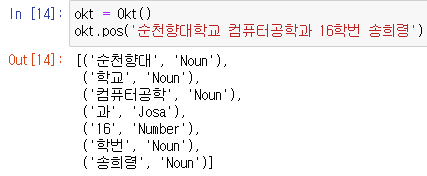 In [14]: okt = Okt()
okt.pos('순천향대학교 컴퓨터공학과 16학번 송희령')
Out[14]: [('순천향대', 'Noun'),
('학교', 'Noun'),
('컴퓨터공학', 'Noun'),
('과', 'Josa'),
('16', 'Number'),
('학번', 'Noun'),
('송희령', 'Noun')]